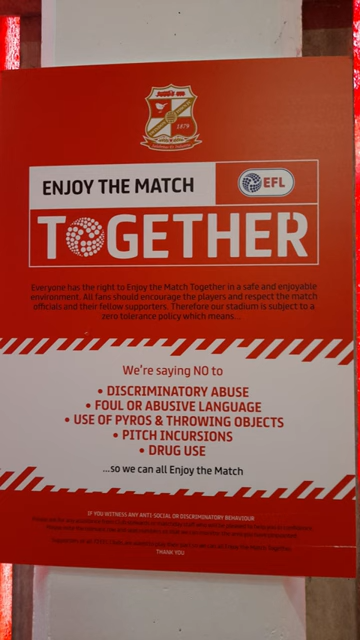 1879
ENJOY THE MATCH
EFL
TOGETHER
Everyone has the right to Enjoy the Match Together in a safe and enjoyable
environment. All fans should encourage the players and respect the match
officials and their fellow supporters. Therefore our stadium is subject to a
zero tolerance policy which means...
We're saying NO to
• DISCRIMINATORY ABUSE
• FOUL OR ABUSIVE LANGUAGE
• USE OF PYROS & THROWING OBJECTS
• PITCH INCURSIONS
• DRUG USE
...so we can all Enjoy the Match
IF YOU WITNESS ANY ANTI-SOCIAL OR DISCRIMINATORY BEHAVIOUR
THANK YOU